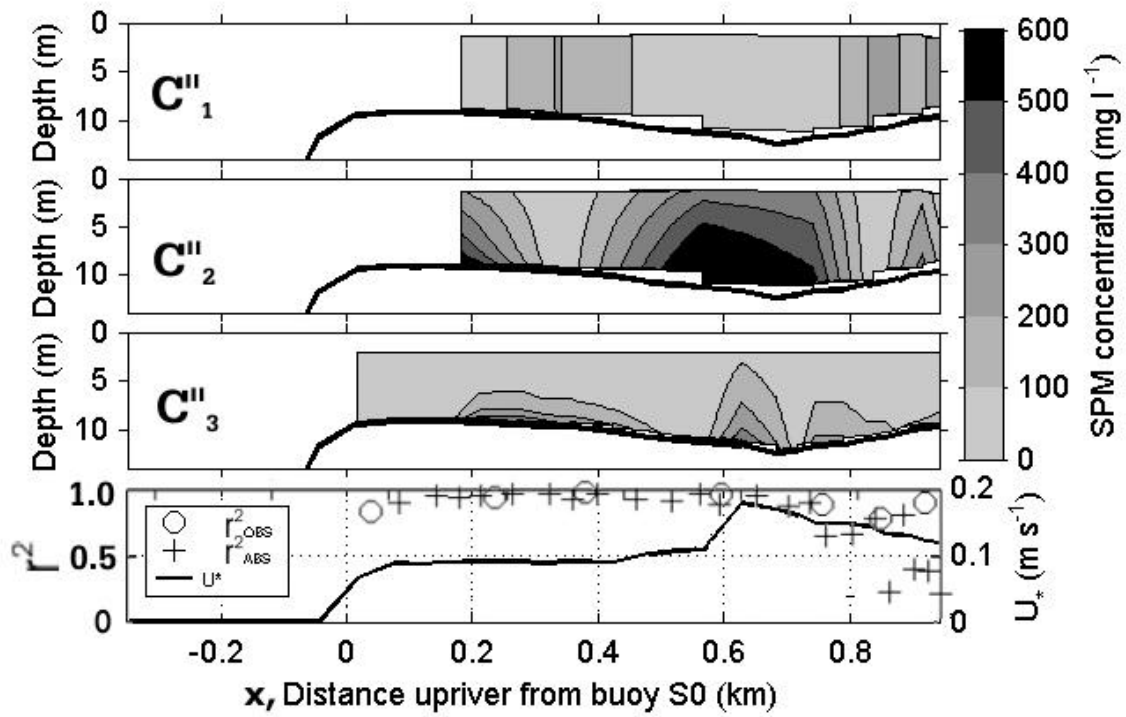 0
5
10
Depth (m)
C"1
600
500
400
300
200
100
0
SPM concentration (mg l⁻¹)
0
5
10
Depth (m)
C"2
0
5
10
Depth (m)
C"3
1.0
0.5
0
r²
r²OBS
r²ABS
U*
0.2
0.1
0
U* (m s⁻¹)
-0.2 0 0.2 0.4 0.6 0.8
x, Distance upriver from buoy S0 (km)